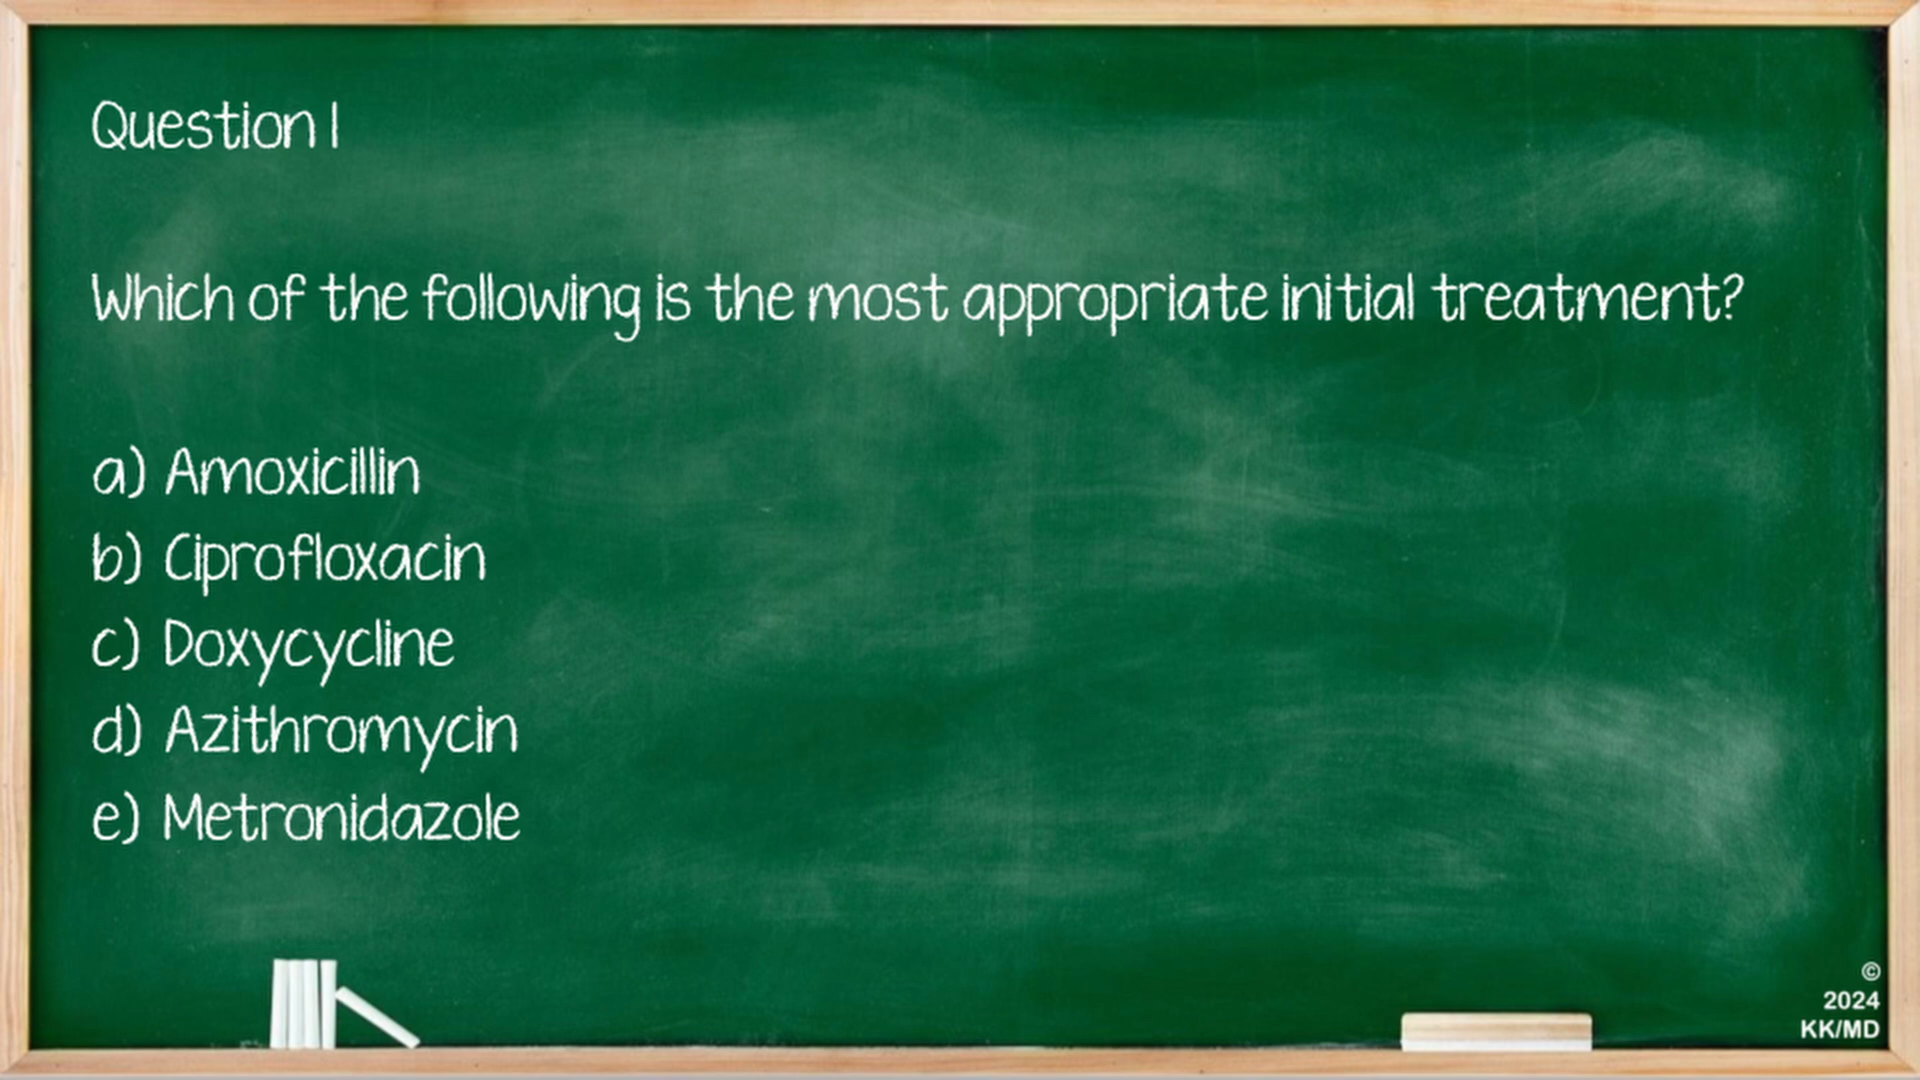 Question 1
Which of the following is the most appropriate initial treatment?
a) Amoxicillin
b) Ciprofloxacin
c) Doxycycline
d) Azithromycin
e) Metronidazole
©
2024
KK/MD